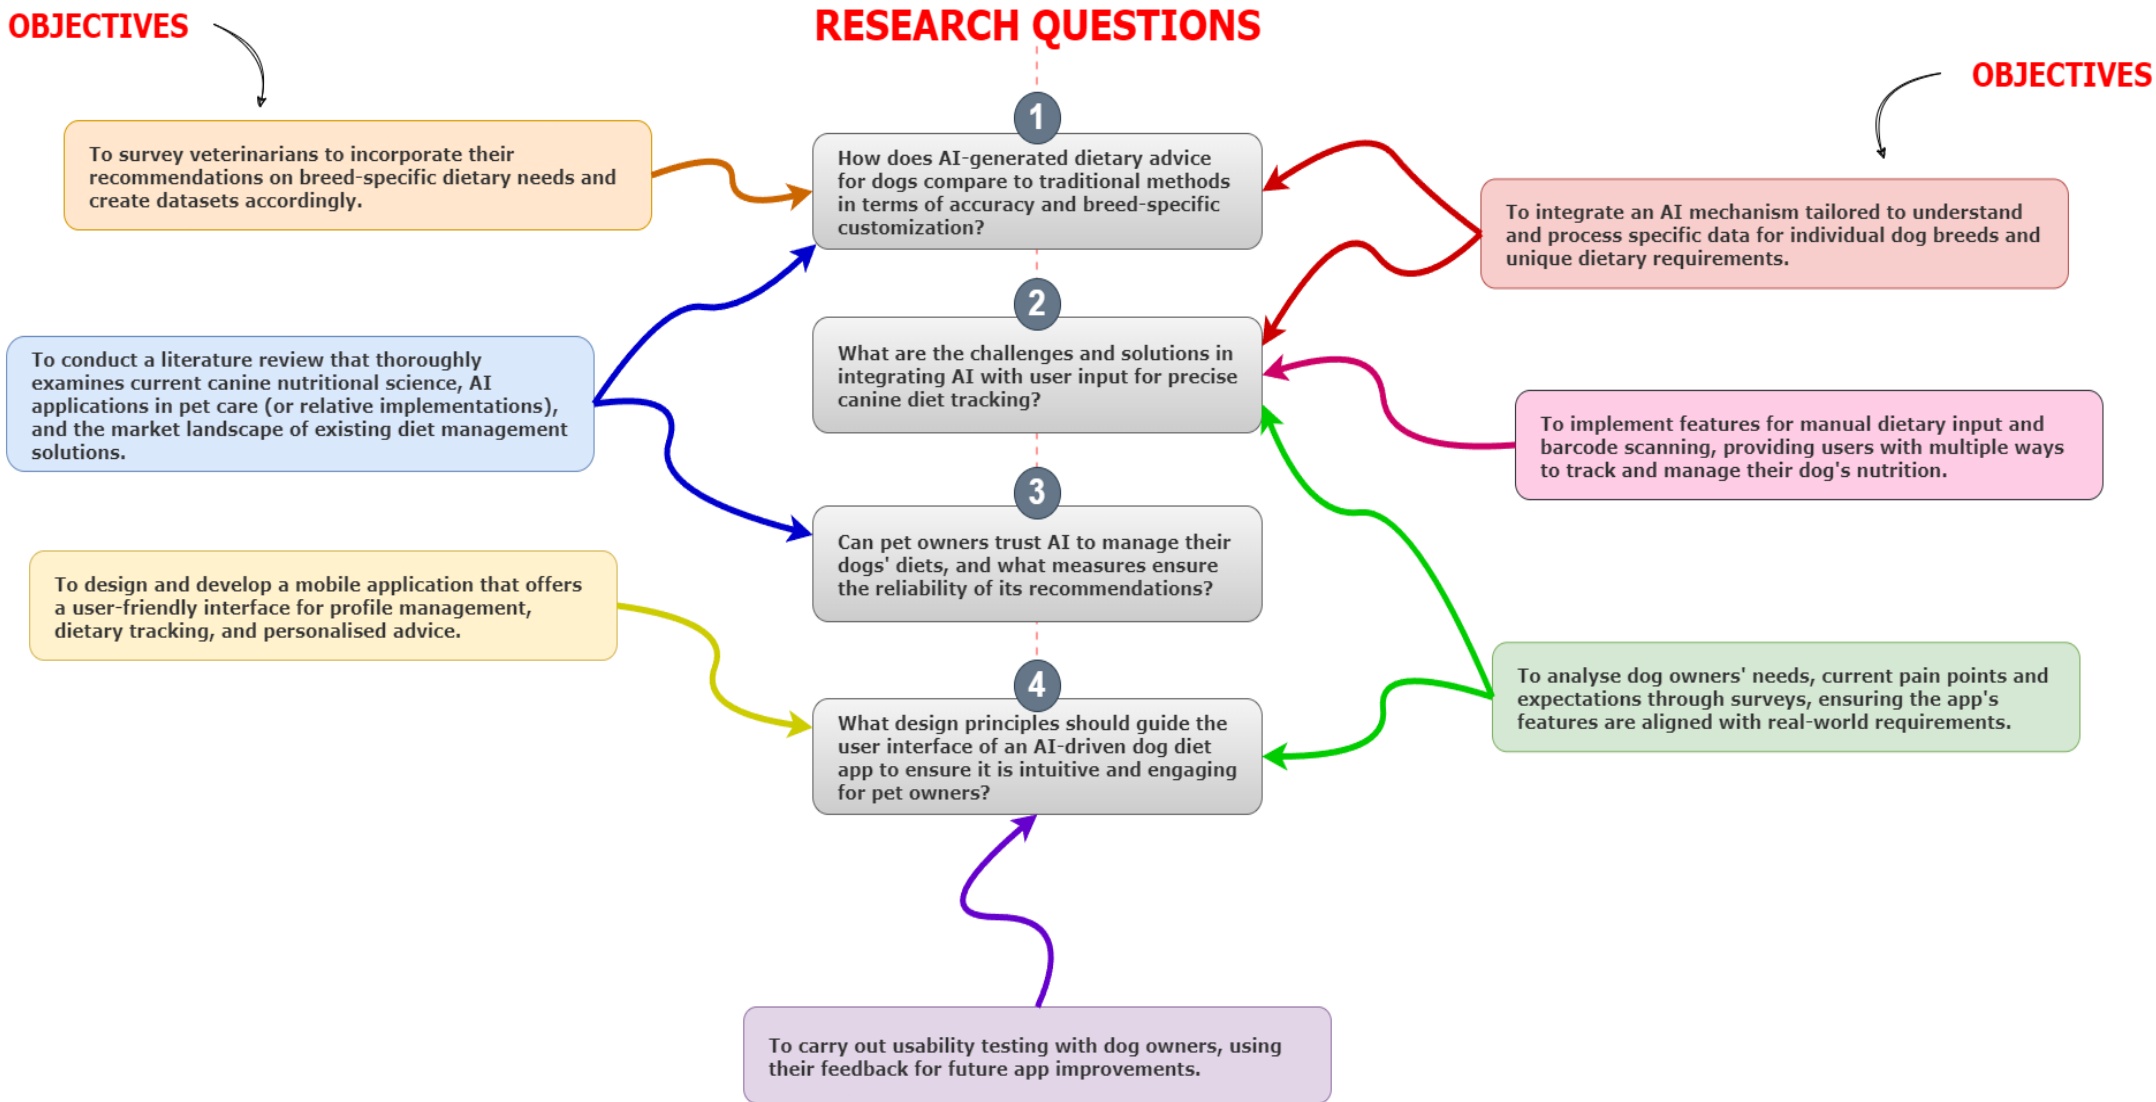 OBJECTIVES
RESEARCH QUESTIONS
OBJECTIVES
To survey veterinarians to incorporate their
recommendations on breed-specific dietary needs and
create datasets accordingly.
To conduct a literature review that thoroughly
examines current canine nutritional science, AI
applications in pet care (or relative implementations),
and the market landscape of existing diet management
solutions.
To design and develop a mobile application that offers
a user-friendly interface for profile management,
dietary tracking, and personalised advice.
1
How does AI-generated dietary advice
for dogs compare to traditional methods
in terms of accuracy and breed-specific
customization?
2
What are the challenges and solutions in
integrating AI with user input for precise
canine diet tracking?
3
Can pet owners trust AI to manage their
dogs' diets, and what measures ensure
the reliability of its recommendations?
4
What design principles should guide the
user interface of an AI-driven dog diet
app to ensure it is intuitive and engaging
for pet owners?
To integrate an AI mechanism tailored to understand
and process specific data for individual dog breeds and
unique dietary requirements.
To implement features for manual dietary input and
barcode scanning, providing users with multiple ways
to track and manage their dog's nutrition.
To analyse dog owners' needs, current pain points and
expectations through surveys, ensuring the app's
features are aligned with real-world requirements.
To carry out usability testing with dog owners, using
their feedback for future app improvements.